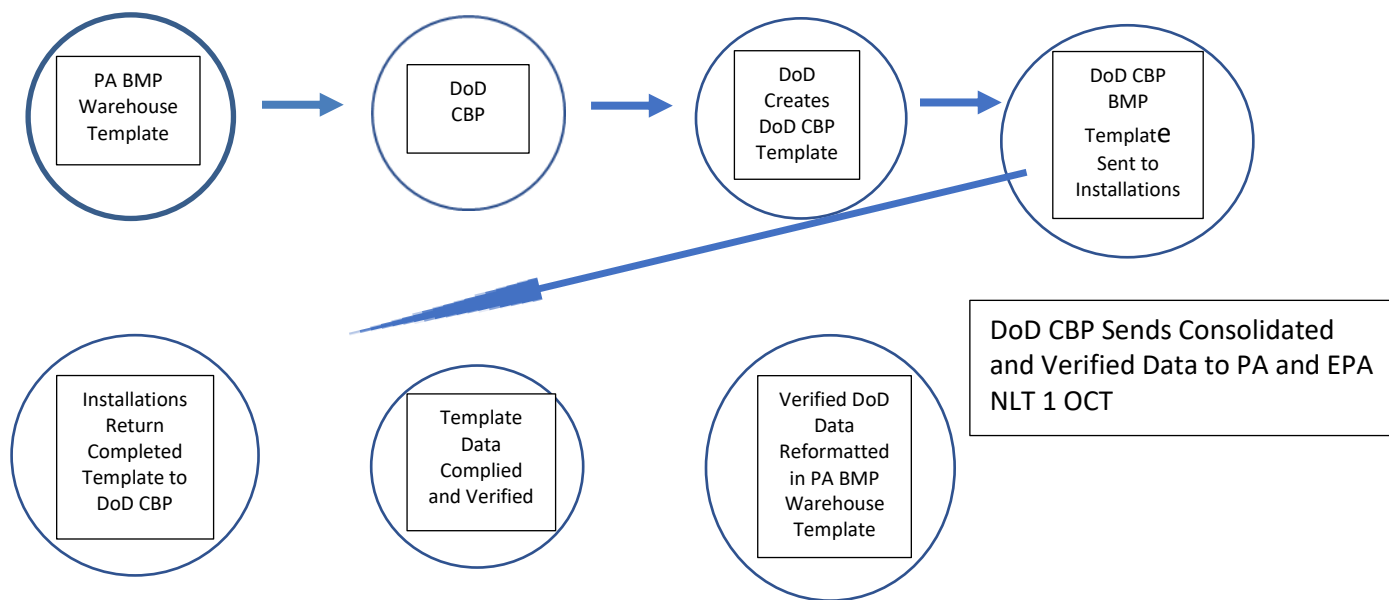 PA BMP
Warehouse
Template
DoD
CBP
DoD
Creates
DoD CBP
Template
DoD CBP
BMP
Template
Sent to
Installations
Installations
Return
Completed
Template to
DoD CBP
Template
Data
Complied
and Verified
Verified DoD
Data
Reformatted
in PA BMP
Warehouse
Template
DoD CBP Sends Consolidated
and Verified Data to PA and EPA
NLT 1 OCT